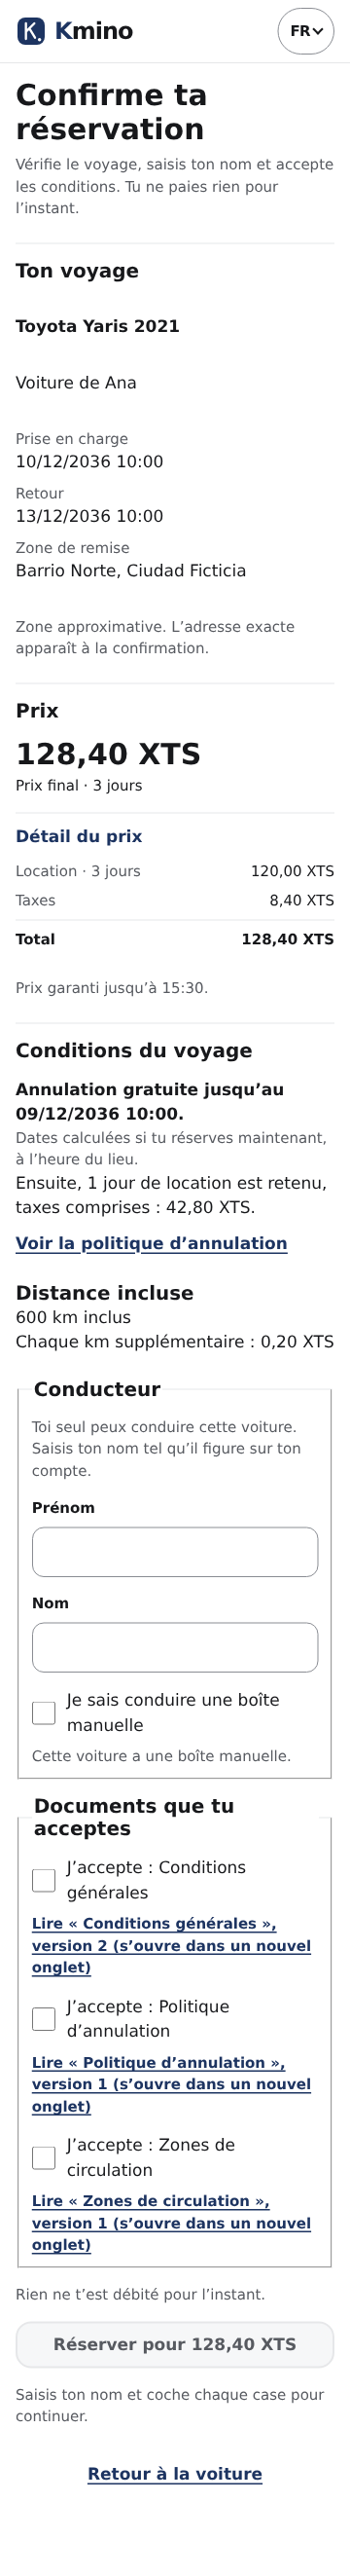 K Kmino
FR
Confirme ta
réservation
Vérifie le voyage, saisis ton nom et accepte
les conditions. Tu ne paies rien pour
l’instant.
Ton voyage
Toyota Yaris 2021
Voiture de Ana
Prise en charge
10/12/2036 10:00
Retour
13/12/2036 10:00
Zone de remise
Barrio Norte, Ciudad Ficticia
Zone approximative. L’adresse exacte
apparaît à la confirmation.
Prix
128,40 XTS
Prix final · 3 jours
Détail du prix
Location · 3 jours 120,00 XTS
Taxes 8,40 XTS
Total 128,40 XTS
Prix garanti jusqu’à 15:30.
Conditions du voyage
Annulation gratuite jusqu’au
09/12/2036 10:00.
Dates calculées si tu réserves maintenant,
à l’heure du lieu.
Ensuite, 1 jour de location est retenu,
taxes comprises : 42,80 XTS.
Voir la politique d’annulation
Distance incluse
600 km inclus
Chaque km supplémentaire : 0,20 XTS
Conducteur
Toi seul peux conduire cette voiture.
Saisis ton nom tel qu’il figure sur ton
compte.
Prénom
Nom
Je sais conduire une boîte
manuelle
Cette voiture a une boîte manuelle.
Documents que tu
acceptes
J’accepte : Conditions
générales
Lire « Conditions générales »,
version 2 (s’ouvre dans un nouvel
onglet)
J’accepte : Politique
d’annulation
Lire « Politique d’annulation »,
version 1 (s’ouvre dans un nouvel
onglet)
J’accepte : Zones de
circulation
Lire « Zones de circulation »,
version 1 (s’ouvre dans un nouvel
onglet)
Rien ne t’est débité pour l’instant.
Réserver pour 128,40 XTS
Saisis ton nom et coche chaque case pour
continuer.
Retour à la voiture